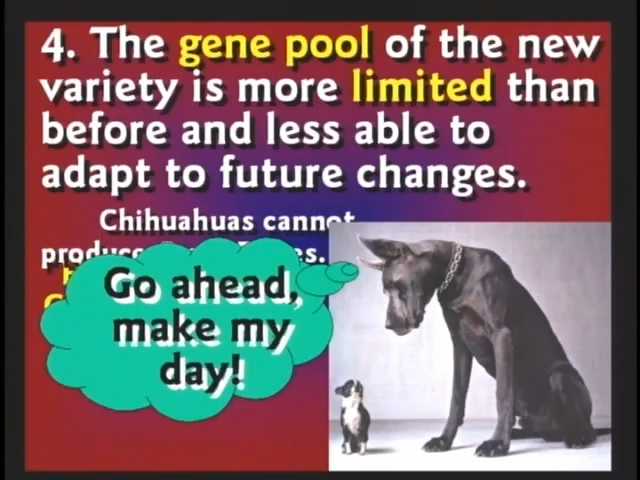 4. The gene pool of the new
variety is more limited than
before and less able to
adapt to future changes.
Chihuahuas cannot
Go ahead,
make my
day!